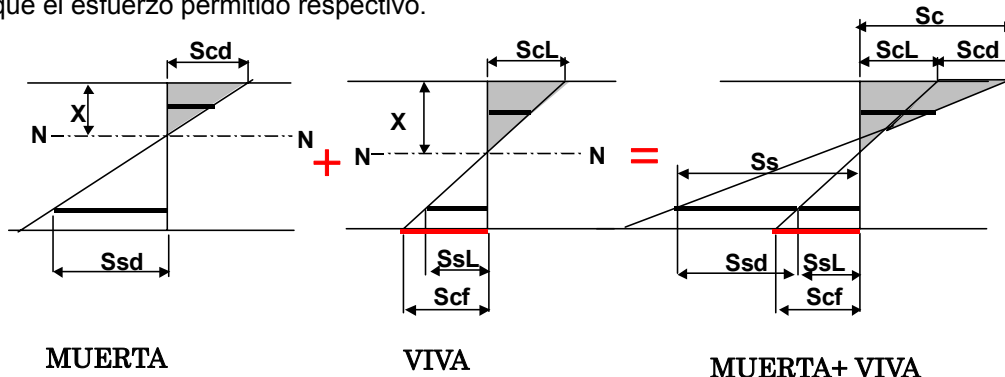 que el esfuerzo permitido respectivo.
Scd
X
N
N
Ssd
MUERTA
+
ScL
X
N
N
SsL
Scf
VIVA
=
Sc
ScL
Scd
Ss
Ssd
SsL
Scf
MUERTA+ VIVA